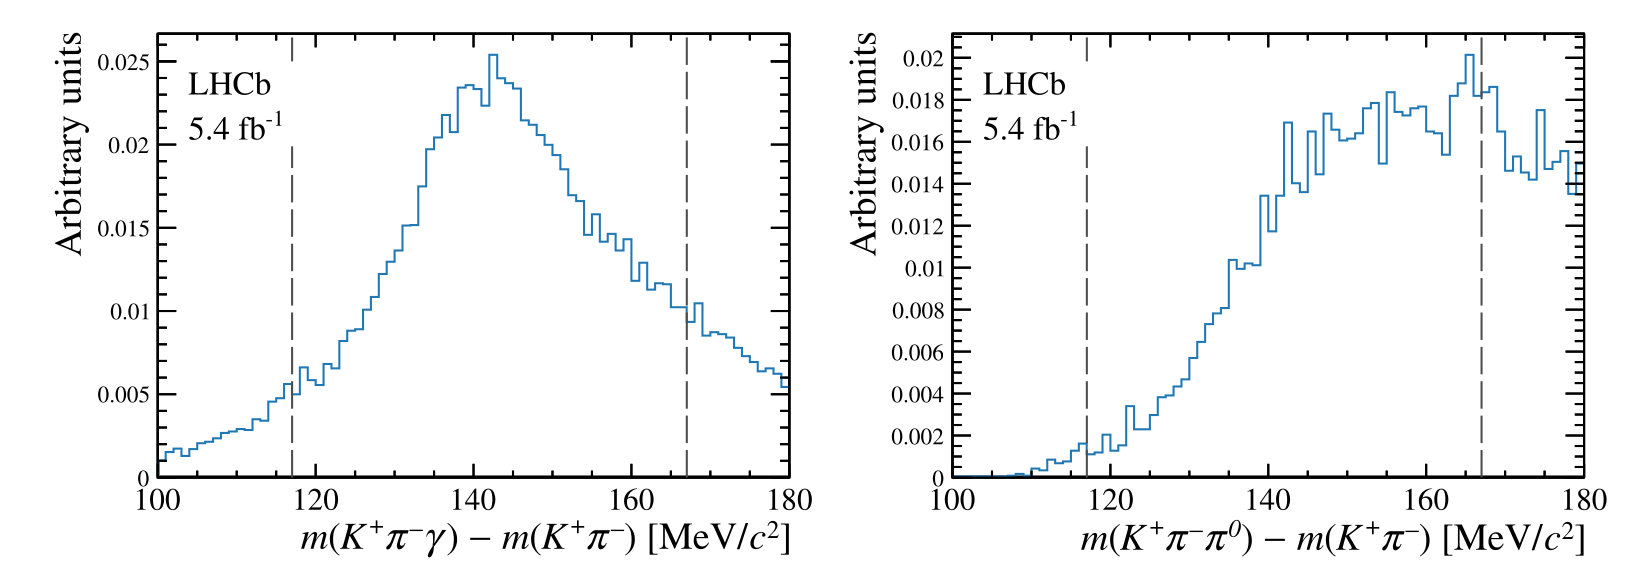 Arbitrary units
0.025
0.02
0.015
0.01
0.005
0
LHCb
5.4 fb⁻¹
100 120 140 160 180
m(K⁺π⁻γ) − m(K⁺π⁻) [MeV/c²]
Arbitrary units
0.02
0.018
0.016
0.014
0.012
0.01
0.008
0.006
0.004
0.002
0
LHCb
5.4 fb⁻¹
100 120 140 160 180
m(K⁺π⁻π⁰) − m(K⁺π⁻) [MeV/c²]